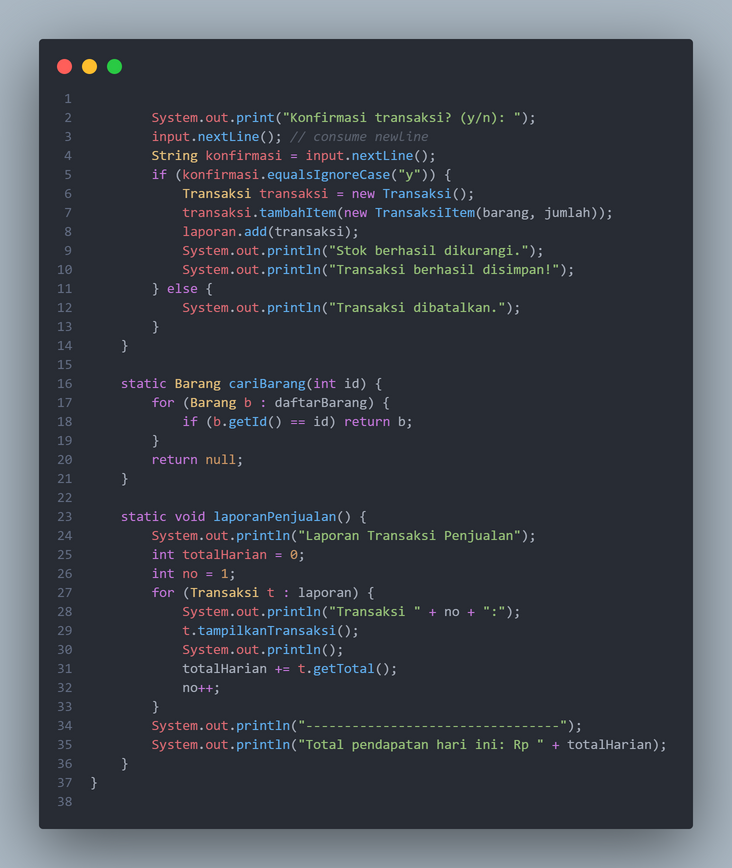 1
2        System.out.print("Konfirmasi transaksi? (y/n): ");
3        input.nextLine(); // consume newline
4        String konfirmasi = input.nextLine();
5        if (konfirmasi.equalsIgnoreCase("y")) {
6            Transaksi transaksi = new Transaksi();
7            transaksi.tambahItem(new TransaksiItem(barang, jumlah));
8            laporan.add(transaksi);
9            System.out.println("Stok berhasil dikurangi.");
10            System.out.println("Transaksi berhasil disimpan!");
11        } else {
12            System.out.println("Transaksi dibatalkan.");
13        }
14    }
15
16    static Barang cariBarang(int id) {
17        for (Barang b : daftarBarang) {
18            if (b.getId() == id) return b;
19        }
20        return null;
21    }
22
23    static void laporanPenjualan() {
24        System.out.println("Laporan Transaksi Penjualan");
25        int totalHarian = 0;
26        int no = 1;
27        for (Transaksi t : laporan) {
28            System.out.println("Transaksi " + no + ":");
29            t.tampilkanTransaksi();
30            System.out.println();
31            totalHarian += t.getTotal();
32            no++;
33        }
34        System.out.println("---------------------------------");
35        System.out.println("Total pendapatan hari ini: Rp " + totalHarian);
36    }
37 }
38